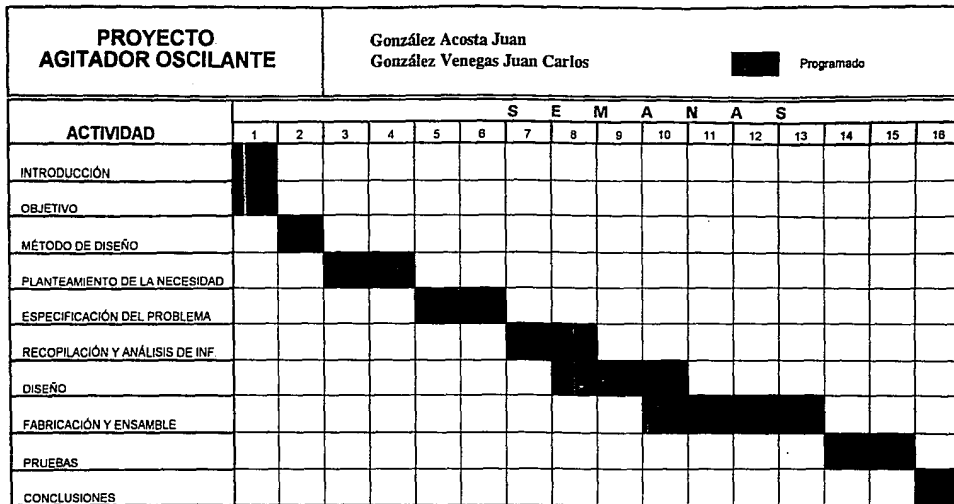 PROYECTO
AGITADOR OSCILANTE
González Acosta Juan
González Venegas Juan Carlos
Programado
SEMANAS
ACTIVIDAD
1 2 3 4 5 6 7 8 9 10 11 12 13 14 15 16
INTRODUCCIÓN
OBJETIVO
MÉTODO DE DISEÑO
PLANTEAMIENTO DE LA NECESIDAD
ESPECIFICACIÓN DEL PROBLEMA
RECOPILACIÓN Y ANÁLISIS DE INF.
DISEÑO
FABRICACIÓN Y ENSAMBLE
PRUEBAS
CONCLUSIONES